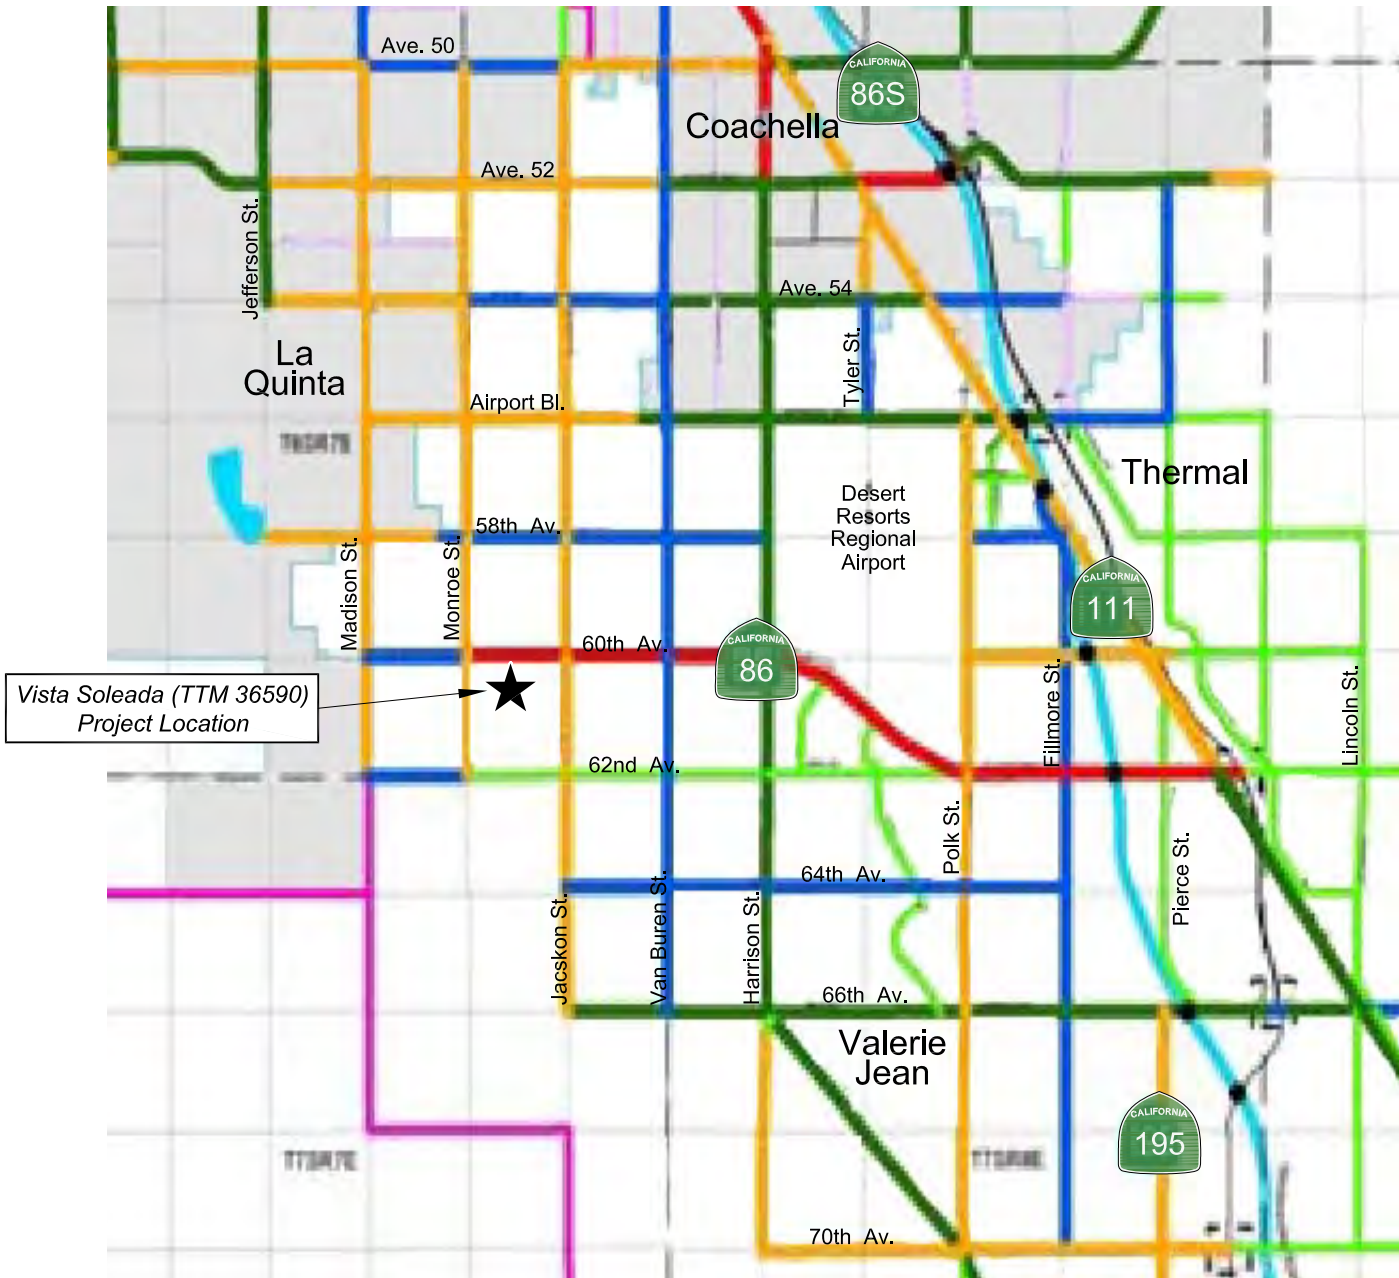 Ave. 50
CALIFORNIA
86S
Coachella
Ave. 52
Jefferson St.
Ave. 54
La
Quinta
Tyler St.
Airport Bl.
Thermal
Desert
Resorts
Regional
Airport
58th Av.
Madison St.
Monroe St.
CALIFORNIA
111
60th Av.
CALIFORNIA
86
Vista Soleada (TTM 36590)
Project Location
Fillmore St.
Lincoln St.
62nd Av.
Polk St.
Pierce St.
64th Av.
Jacskon St.
Van Buren St.
Harrison St.
66th Av.
Valerie
Jean
CALIFORNIA
195
T7SR7E
70th Av.